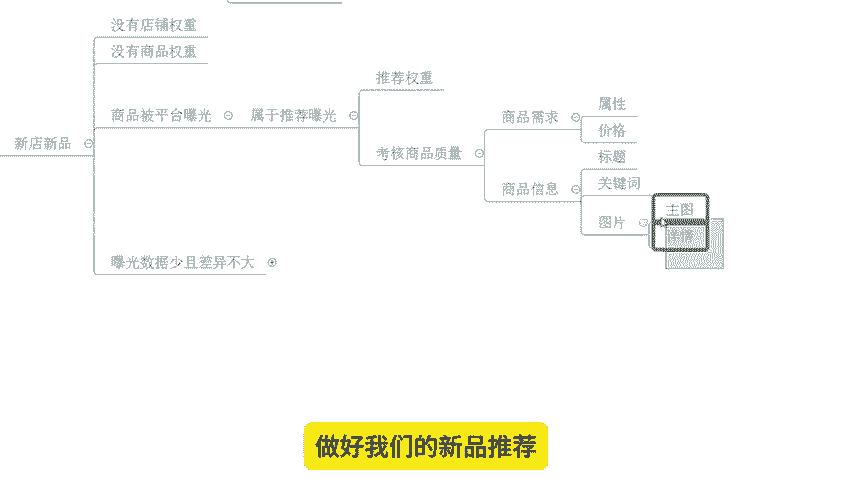 没有店铺权重
没有商品权重
推荐权重
属性
商品被平台曝光
属于推荐曝光
商品需求
价格
新店新品
考核商品质量
标题
关键词
商品信息
主图
图片
详情
曝光数据少且差异不大
做好我们的新品推荐